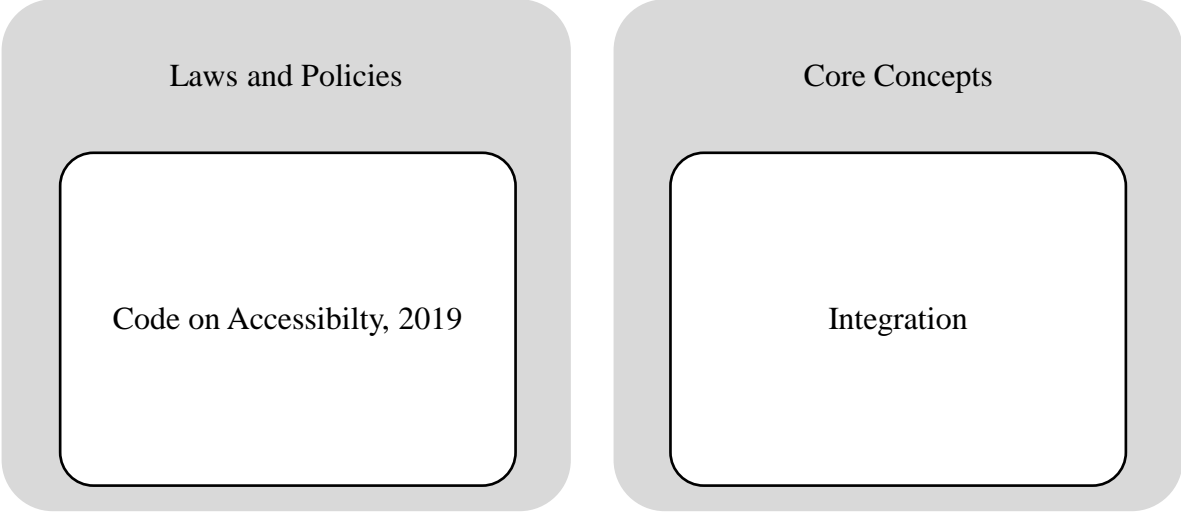 Laws and Policies
Core Concepts
Code on Accessibilty, 2019
Integration